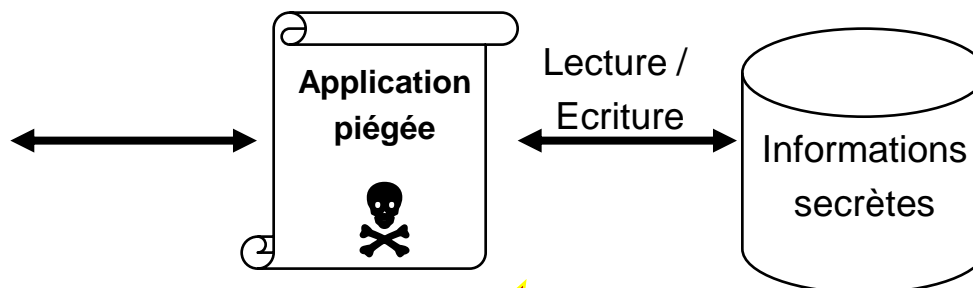 Application
piégée
Lecture /
Ecriture
Informations
secrètes